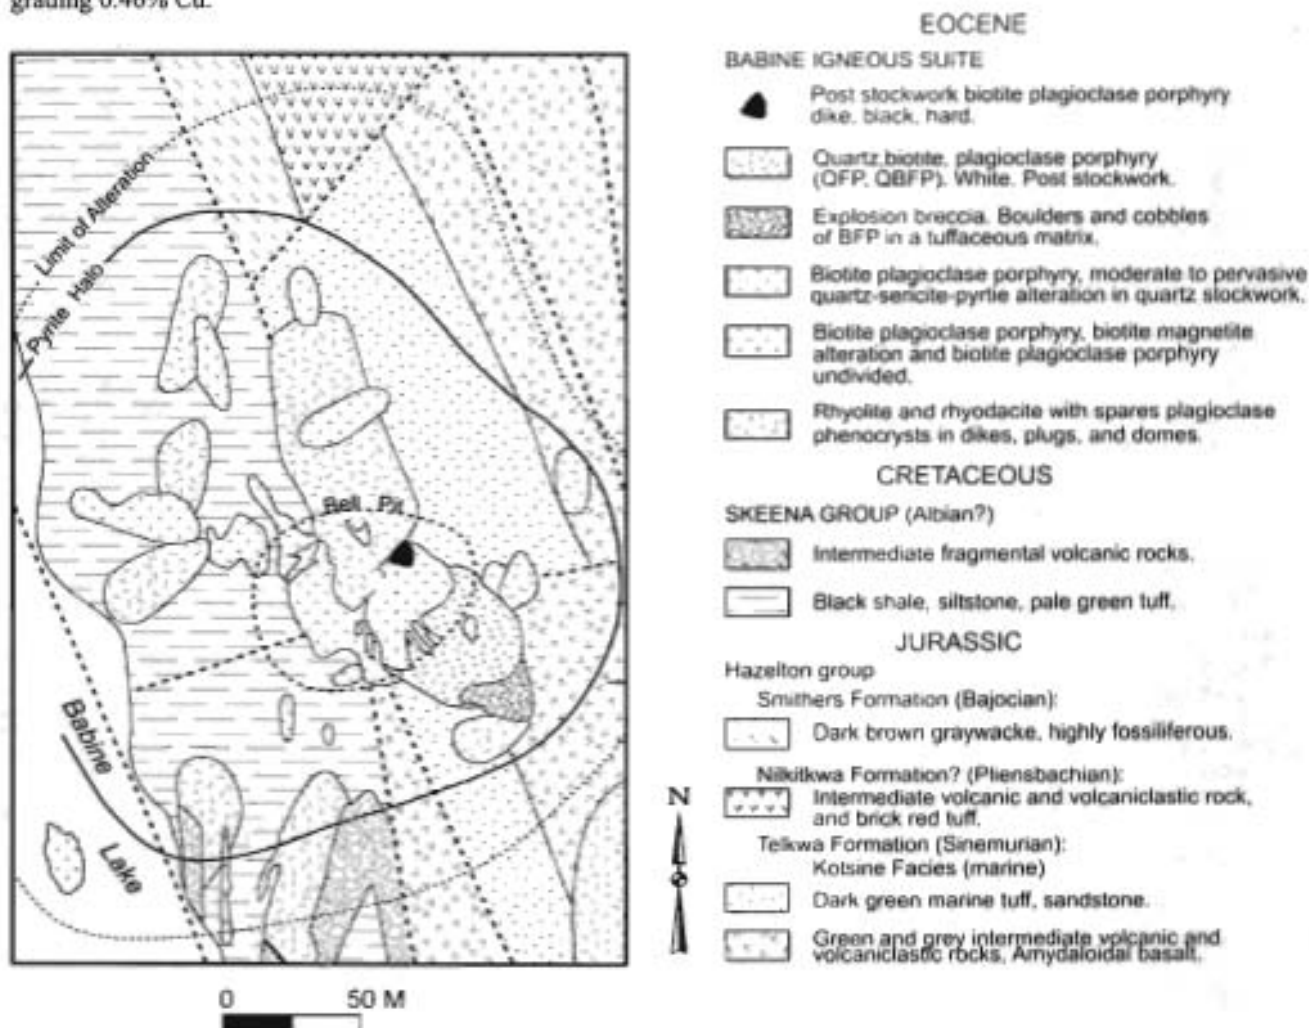 grading 0.46% Cu.
Limit of Alteration
Pyrite Halo
Bell Pit
Babine
Lake
0 50 M
N
EOCENE
BABINE IGNEOUS SUITE
Post stockwork biotite plagioclase porphyry
dike, black, hard.
Quartz biotite, plagioclase porphyry
(QFP, QBFP). White. Post stockwork.
Explosion breccia. Boulders and cobbles
of BFP in a tuffaceous matrix.
Biotite plagioclase porphyry, moderate to pervasive
quartz-sericite-pyrtie alteration in quartz stockwork.
Biotite plagioclase porphyry, biotite magnetite
alteration and biotite plagioclase porphyry
undivided.
Rhyolite and rhyodacite with spares plagioclase
phenocrysts in dikes, plugs, and domes.
CRETACEOUS
SKEENA GROUP (Albian?)
Intermediate fragmental volcanic rocks.
Black shale, siltstone, pale green tuff.
JURASSIC
Hazelton group
Smithers Formation (Bajocian):
Dark brown graywacke, highly fossiliferous.
Nilkitkwa Formation? (Pliensbachian):
Intermediate volcanic and volcaniclastic rock,
and brick red tuff.
Telkwa Formation (Sinemurian):
Kotsine Facies (marine)
Dark green marine tuff, sandstone.
Green and grey intermediate volcanic and
volcaniclastic rocks, Amydaloidal basalt.